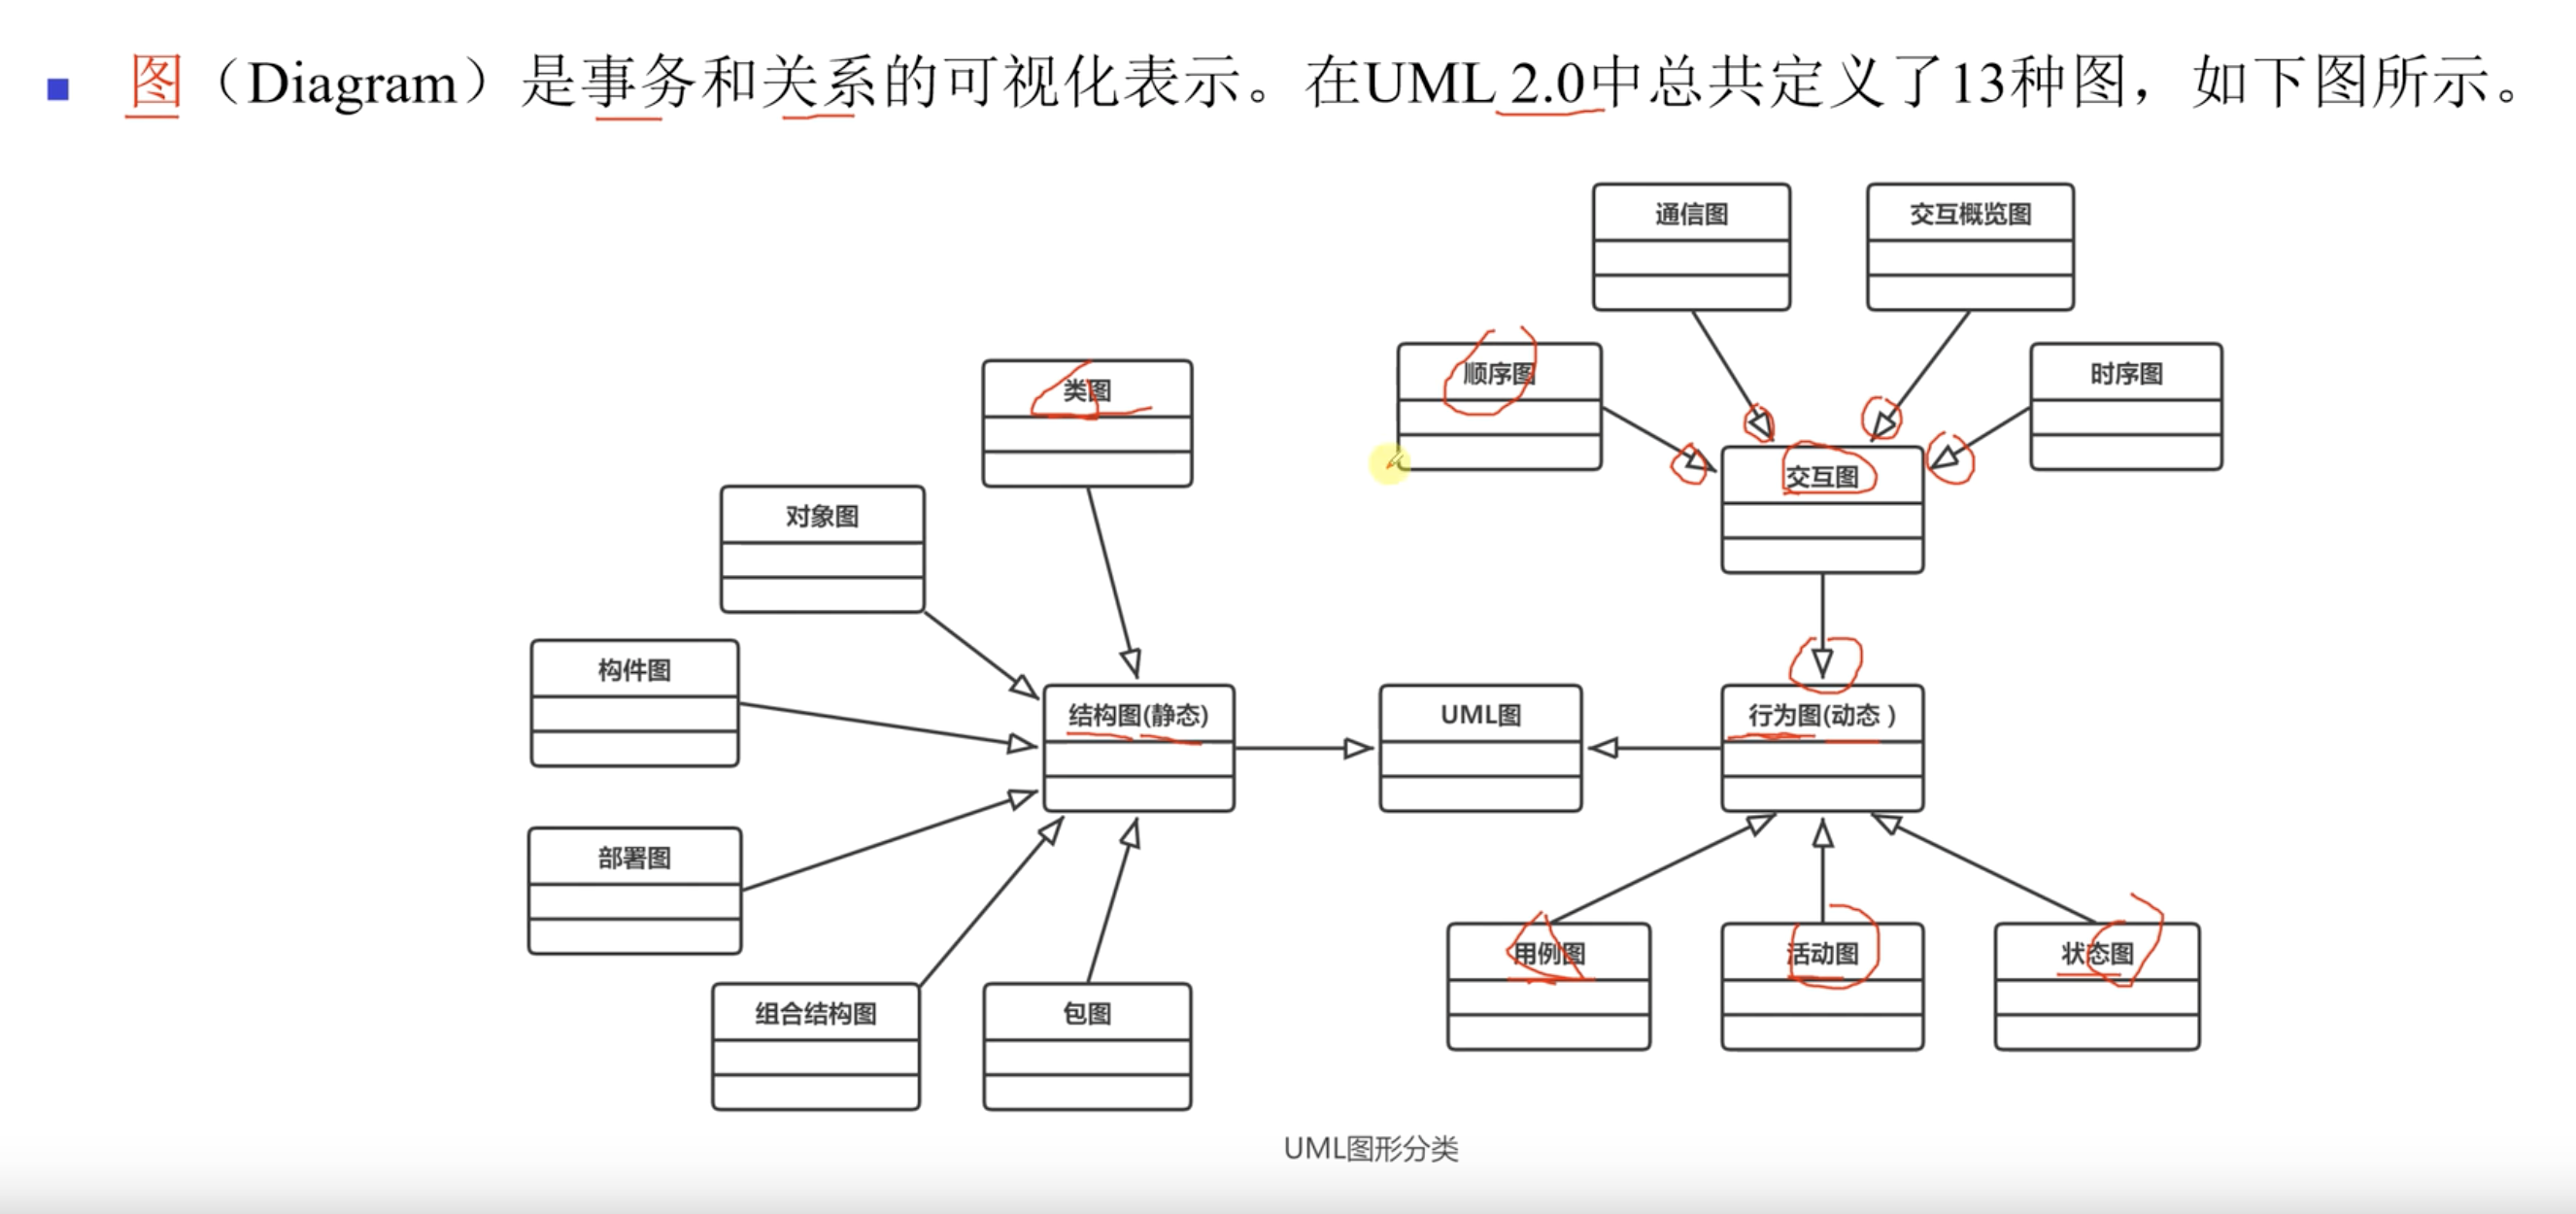 图（Diagram）是事务和关系的可视化表示。在UML 2.0中总共定义了13种图，如下图所示。
通信图
交互概览图
顺序图
时序图
类图
交互图
对象图
构件图
结构图(静态)
UML图
行为图(动态 )
部署图
用例图
活动图
状态图
组合结构图
包图
UML图形分类